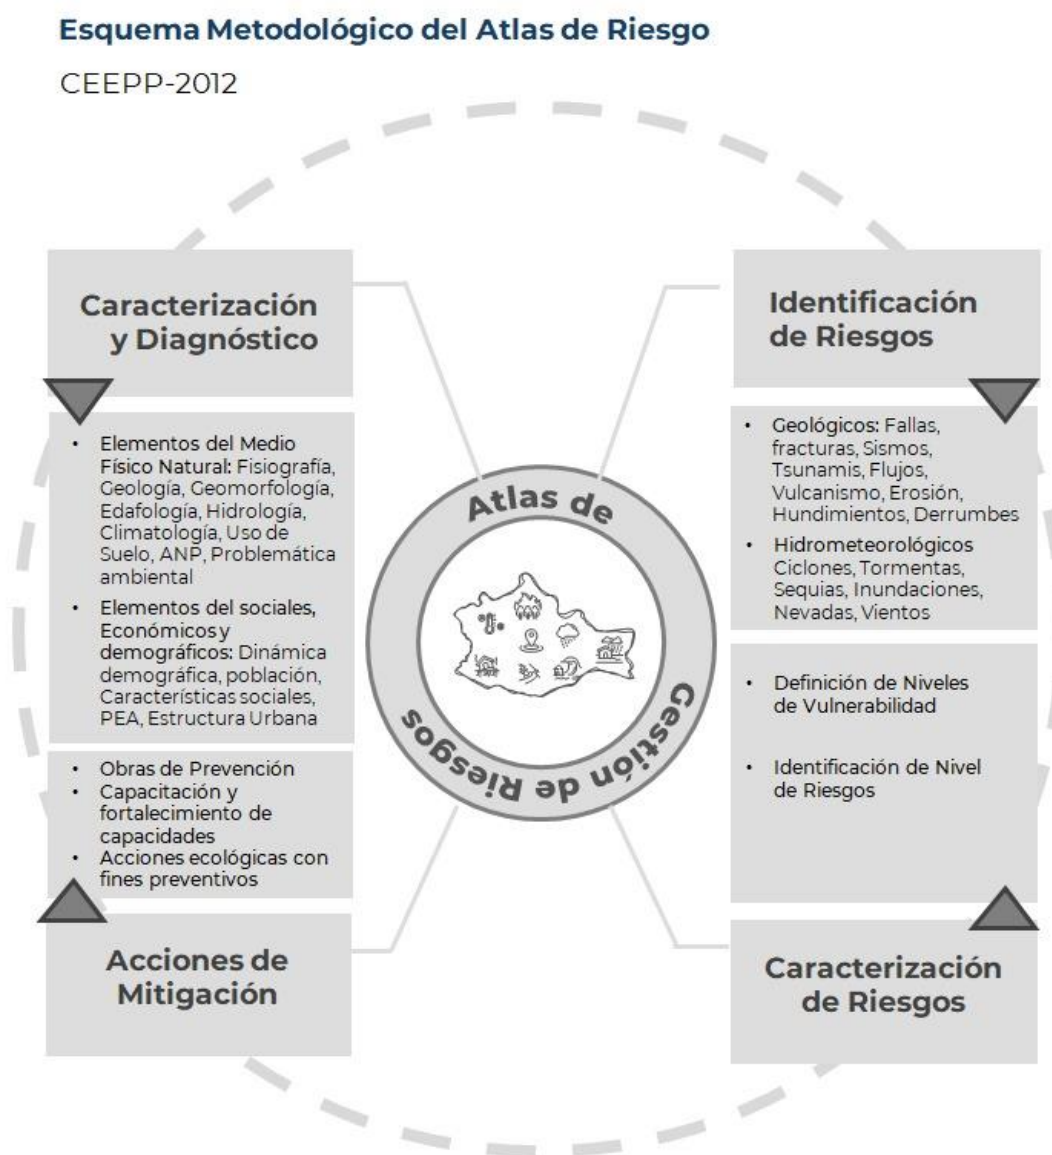 Esquema Metodológico del Atlas de Riesgo
CEEPP-2012
Caracterización
y Diagnóstico
• Elementos del Medio
Físico Natural: Fisiografía,
Geología, Geomorfología,
Edafología, Hidrología,
Climatología, Uso de
Suelo, ANP, Problemática
ambiental
• Elementos del sociales,
Económicos y
demográficos: Dinámica
demográfica, población,
Características sociales,
PEA, Estructura Urbana
Identificación
de Riesgos
• Geológicos: Fallas,
fracturas, Sismos,
Tsunamis, Flujos,
Vulcanismo, Erosión,
Hundimientos, Derrumbes
• Hidrometeorológicos
Ciclones, Tormentas,
Sequias, Inundaciones,
Nevadas, Vientos
Atlas de
Gestión de Riesgos
• Obras de Prevención
• Capacitación y
fortalecimiento de
capacidades
• Acciones ecológicas con
fines preventivos
Acciones de
Mitigación
• Definición de Niveles
de Vulnerabilidad
• Identificación de Nivel
de Riesgos
Caracterización
de Riesgos